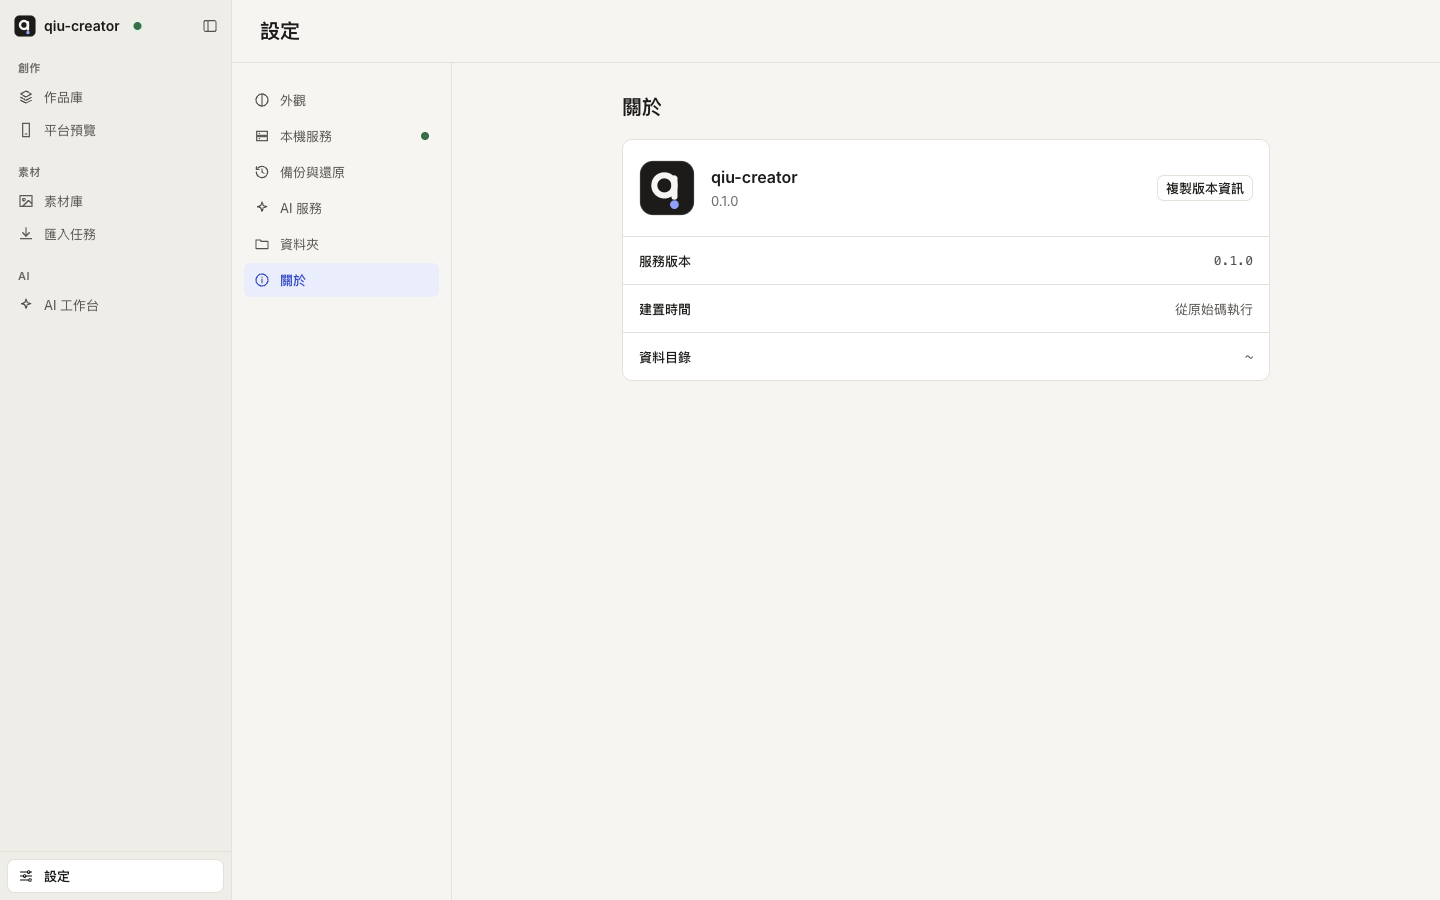 qiu-creator
創作
作品庫
平台預覽
素材
素材庫
匯入任務
AI
AI 工作台
設定
設定
外觀
本機服務
備份與還原
AI 服務
資料夾
關於
關於
qiu-creator
0.1.0
複製版本資訊
服務版本 0.1.0
建置時間 從原始碼執行
資料目錄 ~